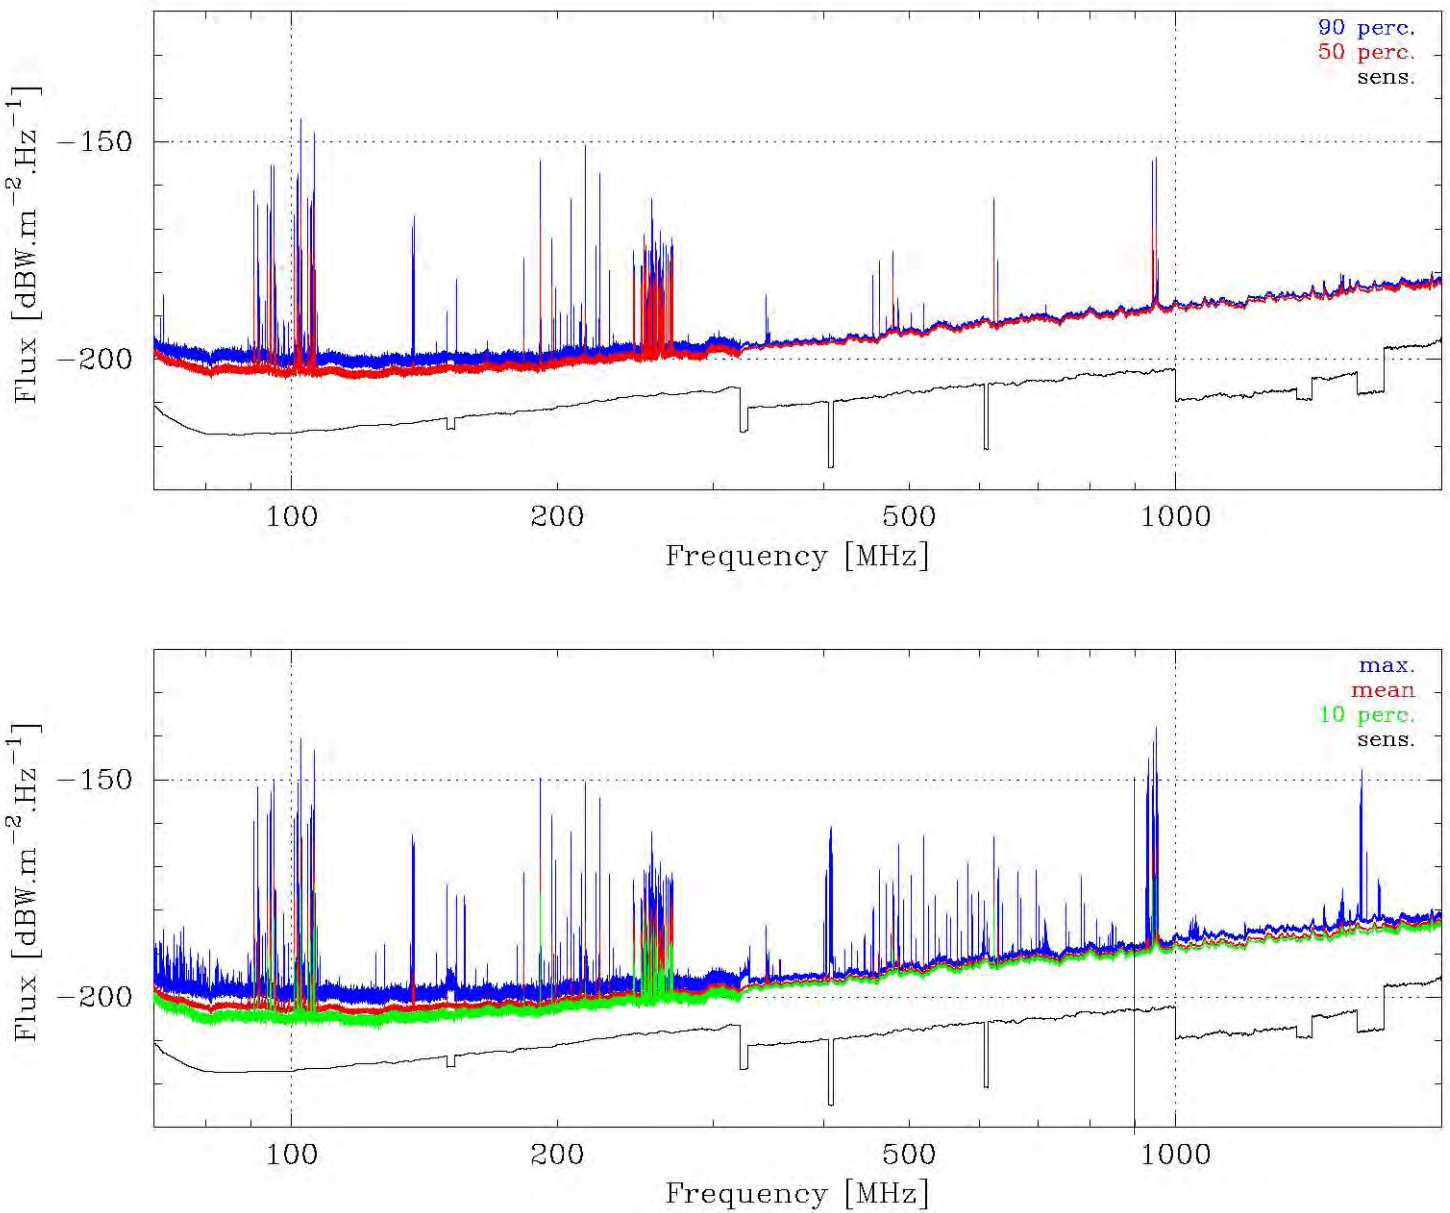 90 perc.
50 perc.
sens.
Flux [dBW.m−2.Hz−1]
−150
−200
100
200
500
1000
Frequency [MHz]
max.
mean
10 perc.
sens.
Flux [dBW.m−2.Hz−1]
−150
−200
100
200
500
1000
Frequency [MHz]